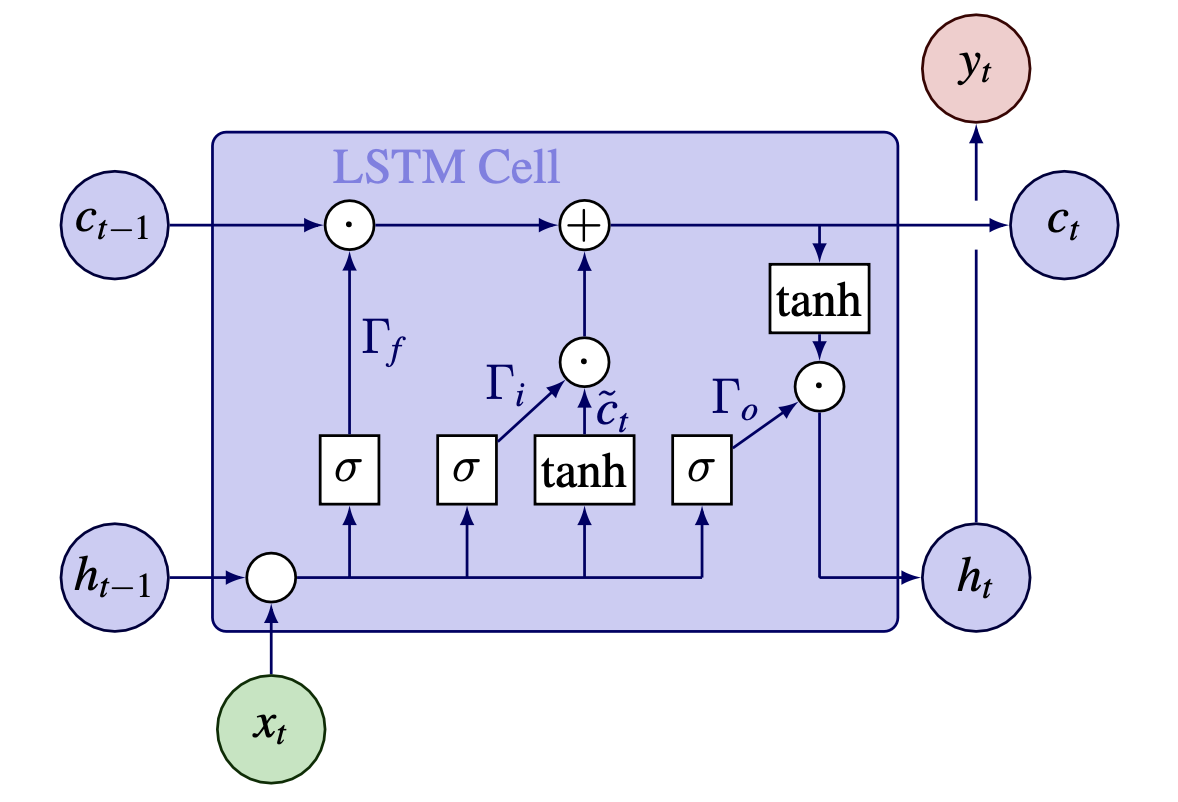 y_t
LSTM Cell
c_{t−1}
·
+
c_t
tanh
Γ_f
·
Γ_i
c̃_t
Γ_o
·
σ
σ
tanh
σ
h_{t−1}
h_t
x_t